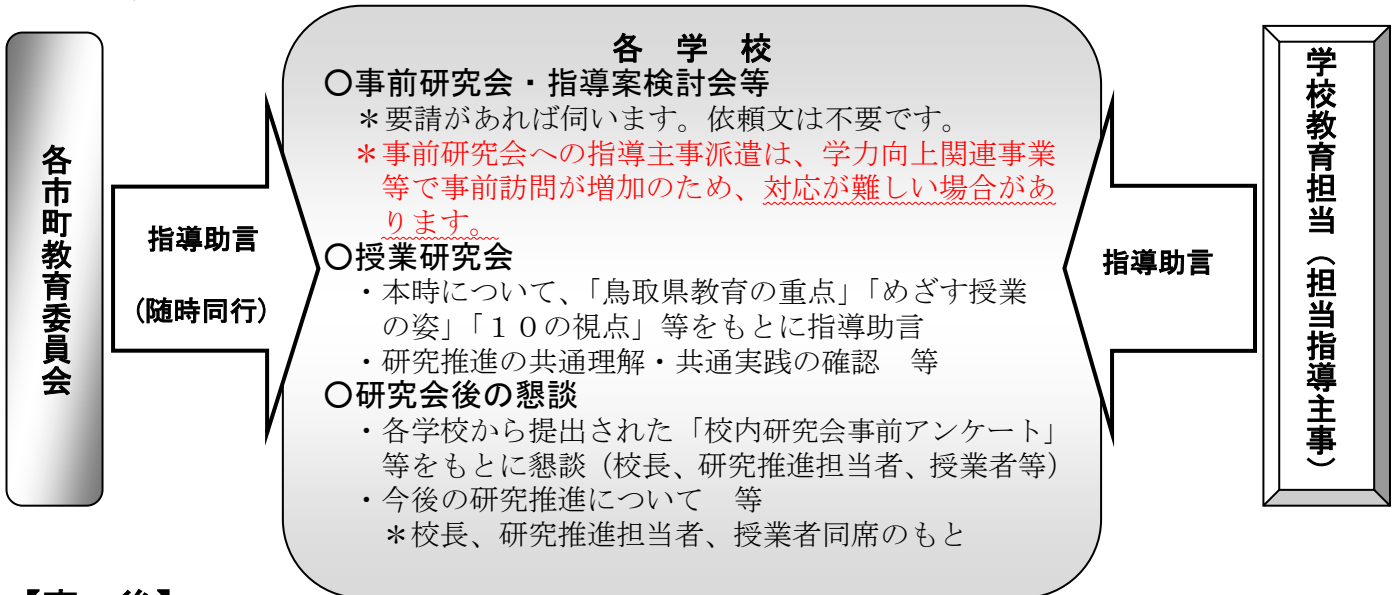 各市町教育委員会
指導助言
(随時同行)
各　学　校
○事前研究会・指導案検討会等
＊要請があれば伺います。依頼文は不要です。
＊事前研究会への指導主事派遣は、学力向上関連事業
等で事前訪問が増加のため、対応が難しい場合があ
ります。
○授業研究会
・本時について、「鳥取県教育の重点」「めざす授業
の姿」「１０の視点」等をもとに指導助言
・研究推進の共通理解・共通実践の確認　等
○研究会後の懇談
・各学校から提出された「校内研究会事前アンケート」
等をもとに懇談（校長、研究推進担当者、授業者等）
・今後の研究推進について　等
＊校長、研究推進担当者、授業者同席のもと
指導助言
学校教育担当（担当指導主事）